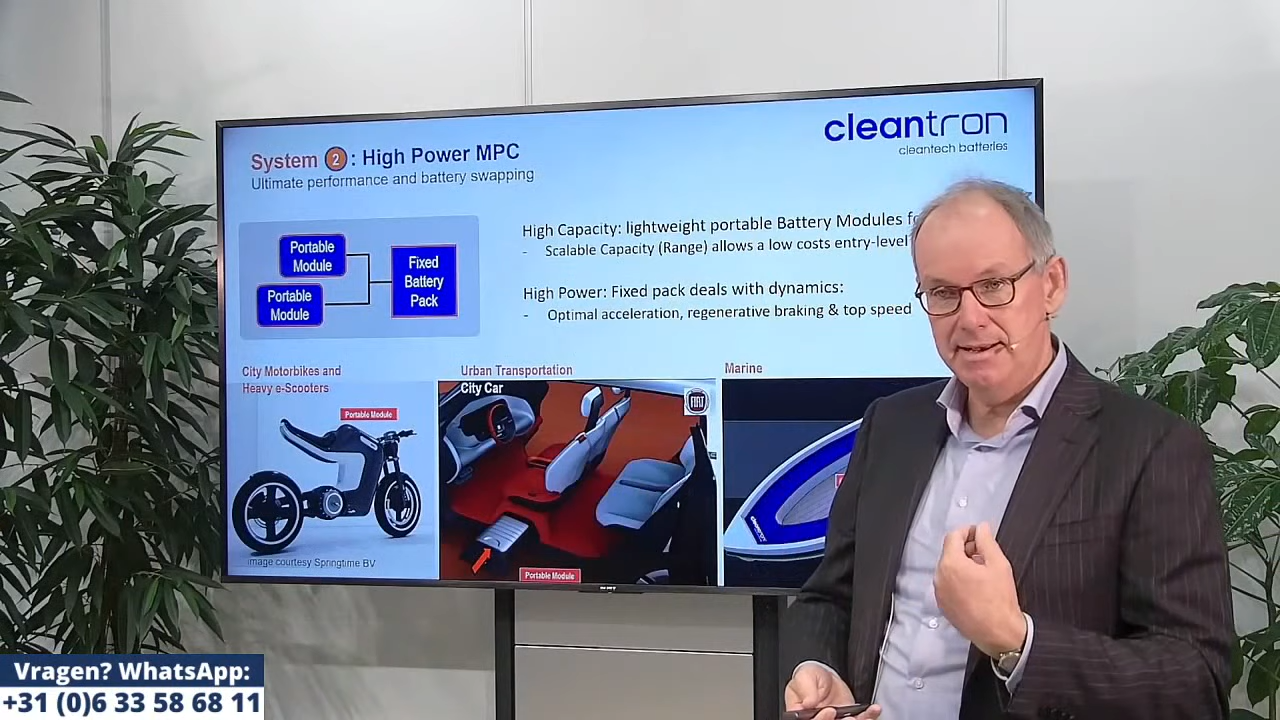 cleantron
cleantech batteries
System 2: High Power MPC
Ultimate performance and battery swapping
Portable
Module
Portable
Module
Fixed
Battery
Pack
High Capacity: lightweight portable Battery Modules
- Scalable Capacity (Range) allows a low costs entry-level
High Power: Fixed pack deals with dynamics:
- Optimal acceleration, regenerative braking & top speed
City Motorbikes and
Heavy e-Scooters
Portable Module
image courtesy Springtime BV
Urban Transportation
City Car
FIAT
Portable Module
Marine
Vragen? WhatsApp:
+31 (0)6 33 58 68 11